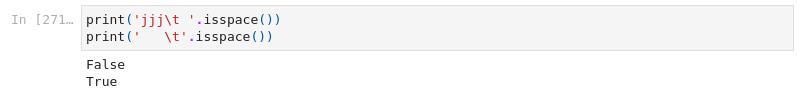 In [271…
print('jjj\t '.isspace())
print('   \t'.isspace())
False
True